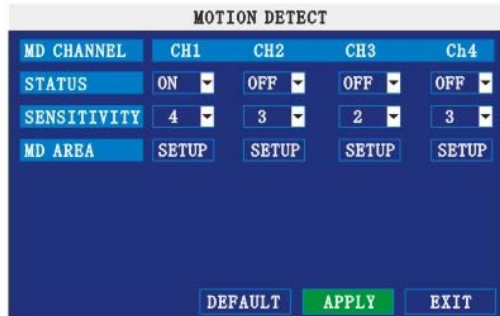 MOTION DETECT
MD CHANNEL CH1 CH2 CH3 Ch4
STATUS ON OFF OFF OFF
SENSITIVITY 4 3 2 3
MD AREA SETUP SETUP SETUP SETUP
DEFAULT APPLY EXIT